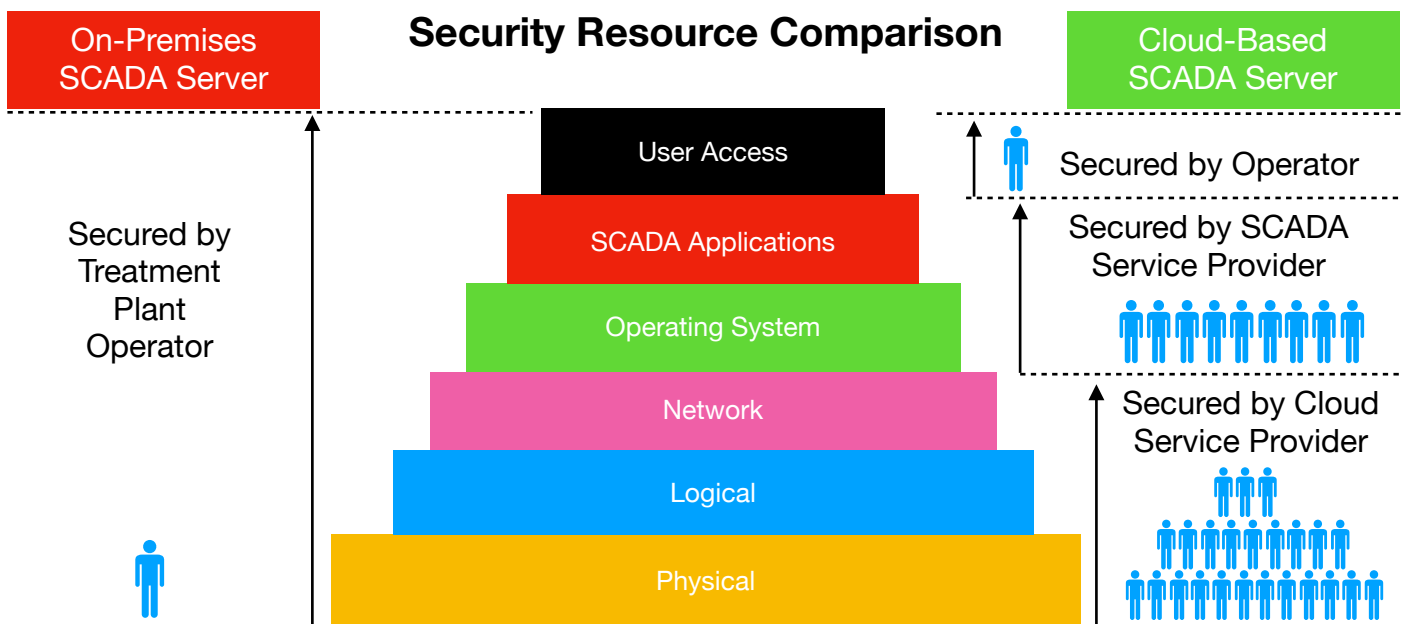 On-Premises
SCADA Server
Security Resource Comparison
Cloud-Based
SCADA Server
User Access
Secured by Operator
SCADA Applications
Secured by
Treatment
Plant
Operator
Secured by SCADA
Service Provider
Operating System
Network
Secured by Cloud
Service Provider
Logical
Physical